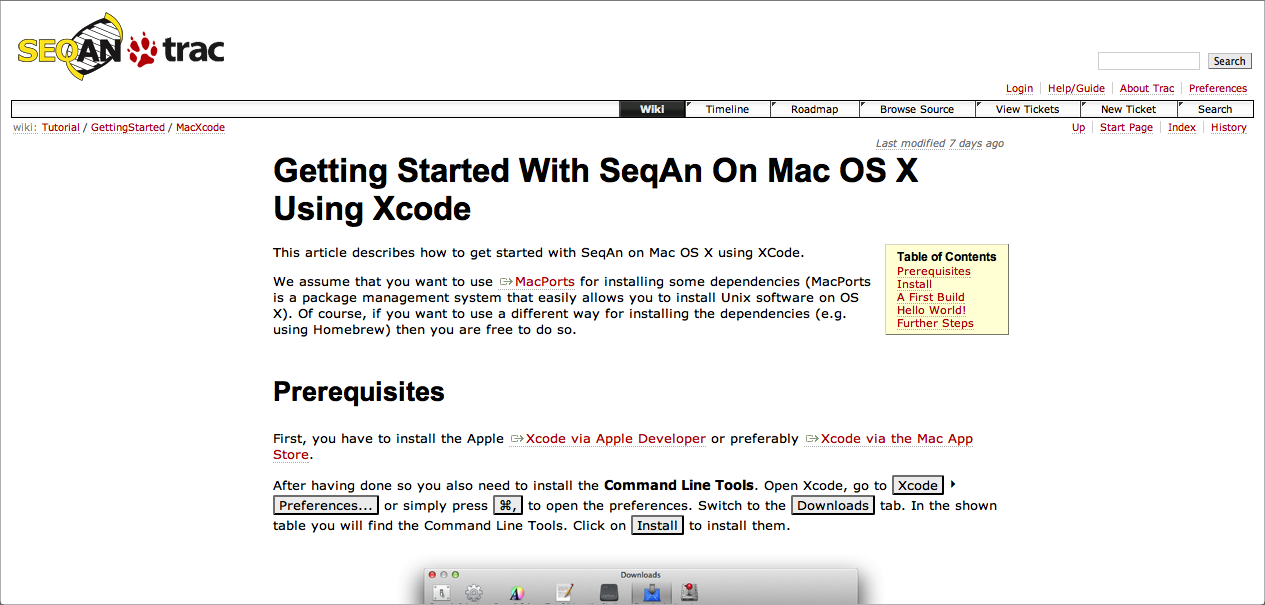 SEQAN trac
Search
Login Help/Guide About Trac Preferences
Wiki Timeline Roadmap Browse Source View Tickets New Ticket Search
wiki: Tutorial / GettingStarted / MacXcode
Up Start Page Index History
Last modified 7 days ago
Getting Started With SeqAn On Mac OS X
Using Xcode
This article describes how to get started with SeqAn on Mac OS X using XCode.
We assume that you want to use MacPorts for installing some dependencies (MacPorts
is a package management system that easily allows you to install Unix software on OS
X). Of course, if you want to use a different way for installing the dependencies (e.g.
using Homebrew) then you are free to do so.
Table of Contents
Prerequisites
Install
A First Build
Hello World!
Further Steps
Prerequisites
First, you have to install the Apple Xcode via Apple Developer or preferably Xcode via the Mac App
Store.
After having done so you also need to install the Command Line Tools. Open Xcode, go to Xcode ‣
Preferences... or simply press ⌘, to open the preferences. Switch to the Downloads tab. In the shown
table you will find the Command Line Tools. Click on Install to install them.
Downloads